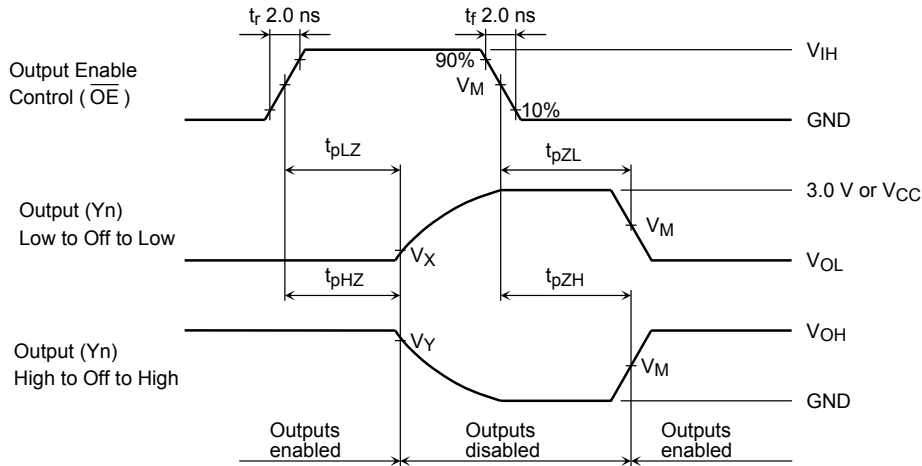 tr 2.0 ns
tf 2.0 ns
Output Enable
Control ( OE )
90%
VM
10%
VIH
GND
tpLZ
tpZL
Output (Yn)
Low to Off to Low
3.0 V or VCC
VM
VX
VOL
tpHZ
tpZH
Output (Yn)
High to Off to High
VOH
VY
VM
GND
Outputs
enabled
Outputs
disabled
Outputs
enabled